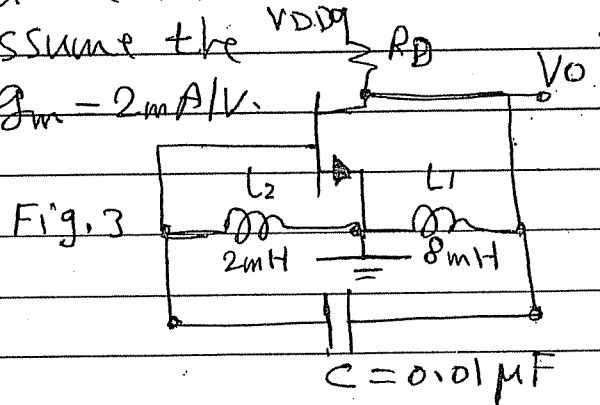 VDD
ssume the
RD
VO
gm - 2mA/V.
L2
L1
Fig. 3
2mH
8mH
C = 0.01 μF